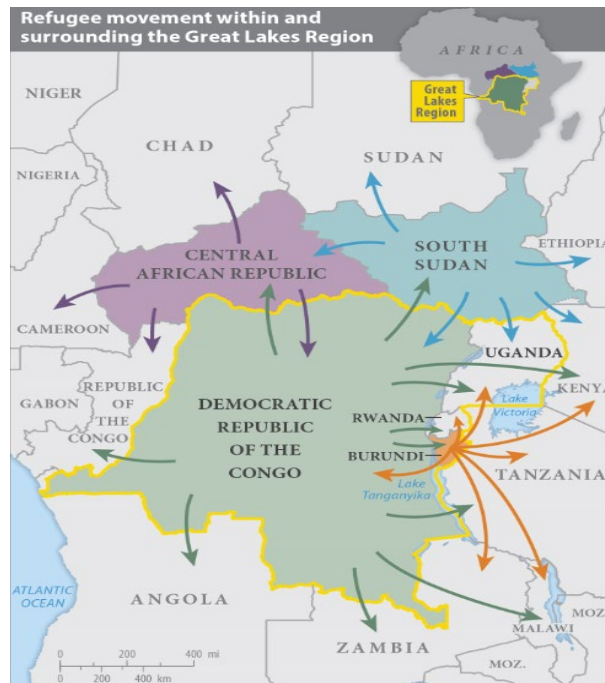 Refugee movement within and
surrounding the Great Lakes Region
AFRICA
Great
Lakes
Region
NIGER
CHAD
SUDAN
NIGERIA
CENTRAL
AFRICAN REPUBLIC
SOUTH
SUDAN
ETHIOPIA
CAMEROON
UGANDA
REPUBLIC
OF
THE
CONGO
GABON
KENYA
Lake
Victoria
DEMOCRATIC
REPUBLIC
OF THE
CONGO
RWANDA
BURUNDI
TANZANIA
Lake
Tanganyika
ATLANTIC
OCEAN
ANGOLA
ZAMBIA
MALAWI
MOZ.
MOZ.
0 200 400 mi
0 200 400 km